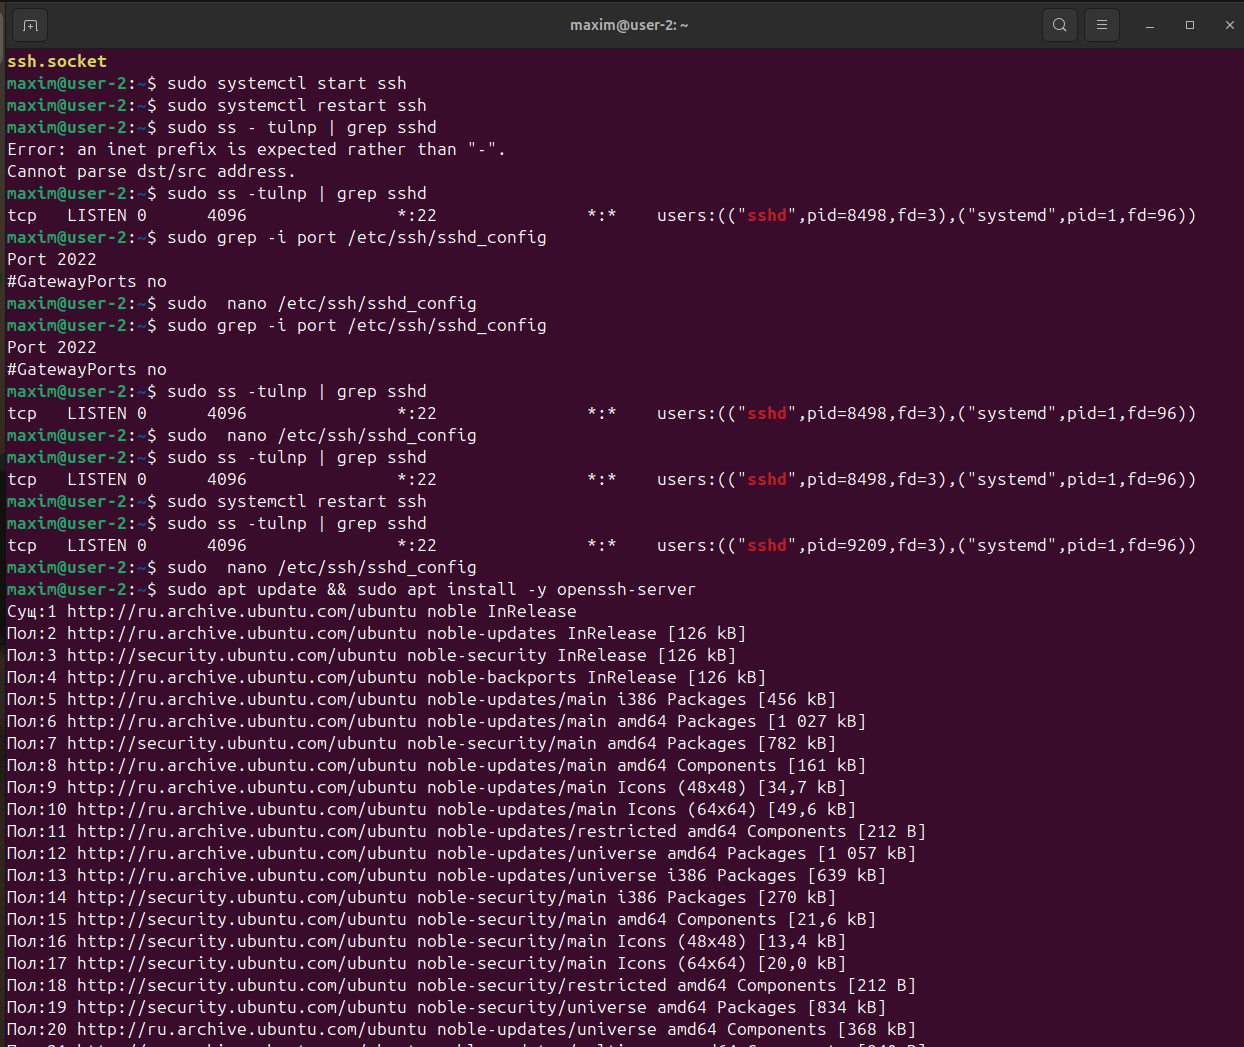 maxim@user-2: ~
ssh.socket
maxim@user-2:~$ sudo systemctl start ssh
maxim@user-2:~$ sudo systemctl restart ssh
maxim@user-2:~$ sudo ss - tulnp | grep sshd
Error: an inet prefix is expected rather than "-".
Cannot parse dst/src address.
maxim@user-2:~$ sudo ss -tulnp | grep sshd
tcp   LISTEN 0      4096               *:22               *:*    users:(("sshd",pid=8498,fd=3),("systemd",pid=1,fd=96))
maxim@user-2:~$ sudo grep -i port /etc/ssh/sshd_config
Port 2022
#GatewayPorts no
maxim@user-2:~$ sudo  nano /etc/ssh/sshd_config
maxim@user-2:~$ sudo grep -i port /etc/ssh/sshd_config
Port 2022
#GatewayPorts no
maxim@user-2:~$ sudo ss -tulnp | grep sshd
tcp   LISTEN 0      4096               *:22               *:*    users:(("sshd",pid=8498,fd=3),("systemd",pid=1,fd=96))
maxim@user-2:~$ sudo  nano /etc/ssh/sshd_config
maxim@user-2:~$ sudo ss -tulnp | grep sshd
tcp   LISTEN 0      4096               *:22               *:*    users:(("sshd",pid=8498,fd=3),("systemd",pid=1,fd=96))
maxim@user-2:~$ sudo systemctl restart ssh
maxim@user-2:~$ sudo ss -tulnp | grep sshd
tcp   LISTEN 0      4096               *:22               *:*    users:(("sshd",pid=9209,fd=3),("systemd",pid=1,fd=96))
maxim@user-2:~$ sudo  nano /etc/ssh/sshd_config
maxim@user-2:~$ sudo apt update && sudo apt install -y openssh-server
Сущ:1 http://ru.archive.ubuntu.com/ubuntu noble InRelease
Пол:2 http://ru.archive.ubuntu.com/ubuntu noble-updates InRelease [126 kB]
Пол:3 http://security.ubuntu.com/ubuntu noble-security InRelease [126 kB]
Пол:4 http://ru.archive.ubuntu.com/ubuntu noble-backports InRelease [126 kB]
Пол:5 http://ru.archive.ubuntu.com/ubuntu noble-updates/main i386 Packages [456 kB]
Пол:6 http://ru.archive.ubuntu.com/ubuntu noble-updates/main amd64 Packages [1 027 kB]
Пол:7 http://security.ubuntu.com/ubuntu noble-security/main amd64 Packages [782 kB]
Пол:8 http://ru.archive.ubuntu.com/ubuntu noble-updates/main amd64 Components [161 kB]
Пол:9 http://ru.archive.ubuntu.com/ubuntu noble-updates/main Icons (48x48) [34,7 kB]
Пол:10 http://ru.archive.ubuntu.com/ubuntu noble-updates/main Icons (64x64) [49,6 kB]
Пол:11 http://ru.archive.ubuntu.com/ubuntu noble-updates/restricted amd64 Components [212 B]
Пол:12 http://ru.archive.ubuntu.com/ubuntu noble-updates/universe amd64 Packages [1 057 kB]
Пол:13 http://ru.archive.ubuntu.com/ubuntu noble-updates/universe i386 Packages [639 kB]
Пол:14 http://security.ubuntu.com/ubuntu noble-security/main i386 Packages [270 kB]
Пол:15 http://security.ubuntu.com/ubuntu noble-security/main amd64 Components [21,6 kB]
Пол:16 http://security.ubuntu.com/ubuntu noble-security/main Icons (48x48) [13,4 kB]
Пол:17 http://security.ubuntu.com/ubuntu noble-security/main Icons (64x64) [20,0 kB]
Пол:18 http://security.ubuntu.com/ubuntu noble-security/restricted amd64 Components [212 B]
Пол:19 http://security.ubuntu.com/ubuntu noble-security/universe amd64 Packages [834 kB]
Пол:20 http://ru.archive.ubuntu.com/ubuntu noble-updates/universe amd64 Components [368 kB]